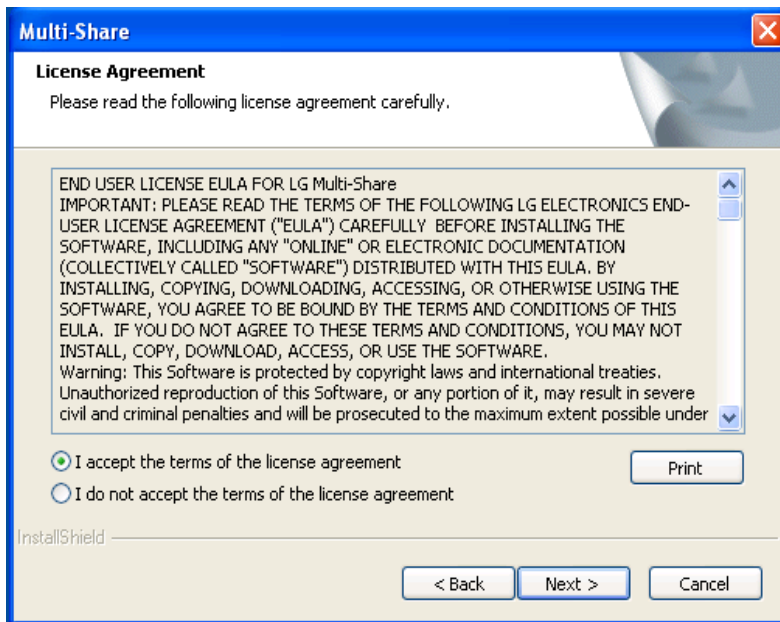 Multi-Share
License Agreement
Please read the following license agreement carefully.
END USER LICENSE EULA FOR LG Multi-Share
IMPORTANT: PLEASE READ THE TERMS OF THE FOLLOWING LG ELECTRONICS END-
USER LICENSE AGREEMENT ("EULA") CAREFULLY  BEFORE INSTALLING THE
SOFTWARE, INCLUDING ANY "ONLINE" OR ELECTRONIC DOCUMENTATION
(COLLECTIVELY CALLED "SOFTWARE") DISTRIBUTED WITH THIS EULA. BY
INSTALLING, COPYING, DOWNLOADING, ACCESSING, OR OTHERWISE USING THE
SOFTWARE, YOU AGREE TO BE BOUND BY THE TERMS AND CONDITIONS OF THIS
EULA.  IF YOU DO NOT AGREE TO THESE TERMS AND CONDITIONS, YOU MAY NOT
INSTALL, COPY, DOWNLOAD, ACCESS, OR USE THE SOFTWARE.
Warning: This Software is protected by copyright laws and international treaties.
Unauthorized reproduction of this Software, or any portion of it, may result in severe
civil and criminal penalties and will be prosecuted to the maximum extent possible under
I accept the terms of the license agreement
Print
I do not accept the terms of the license agreement
InstallShield
< Back
Next >
Cancel